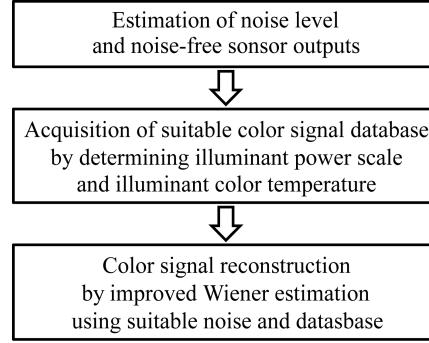 Estimation of noise level
and noise-free sonsor outputs
Acquisition of suitable color signal database
by determining illuminant power scale
and illuminant color temperature
Color signal reconstruction
by improved Wiener estimation
using suitable noise and datasbase